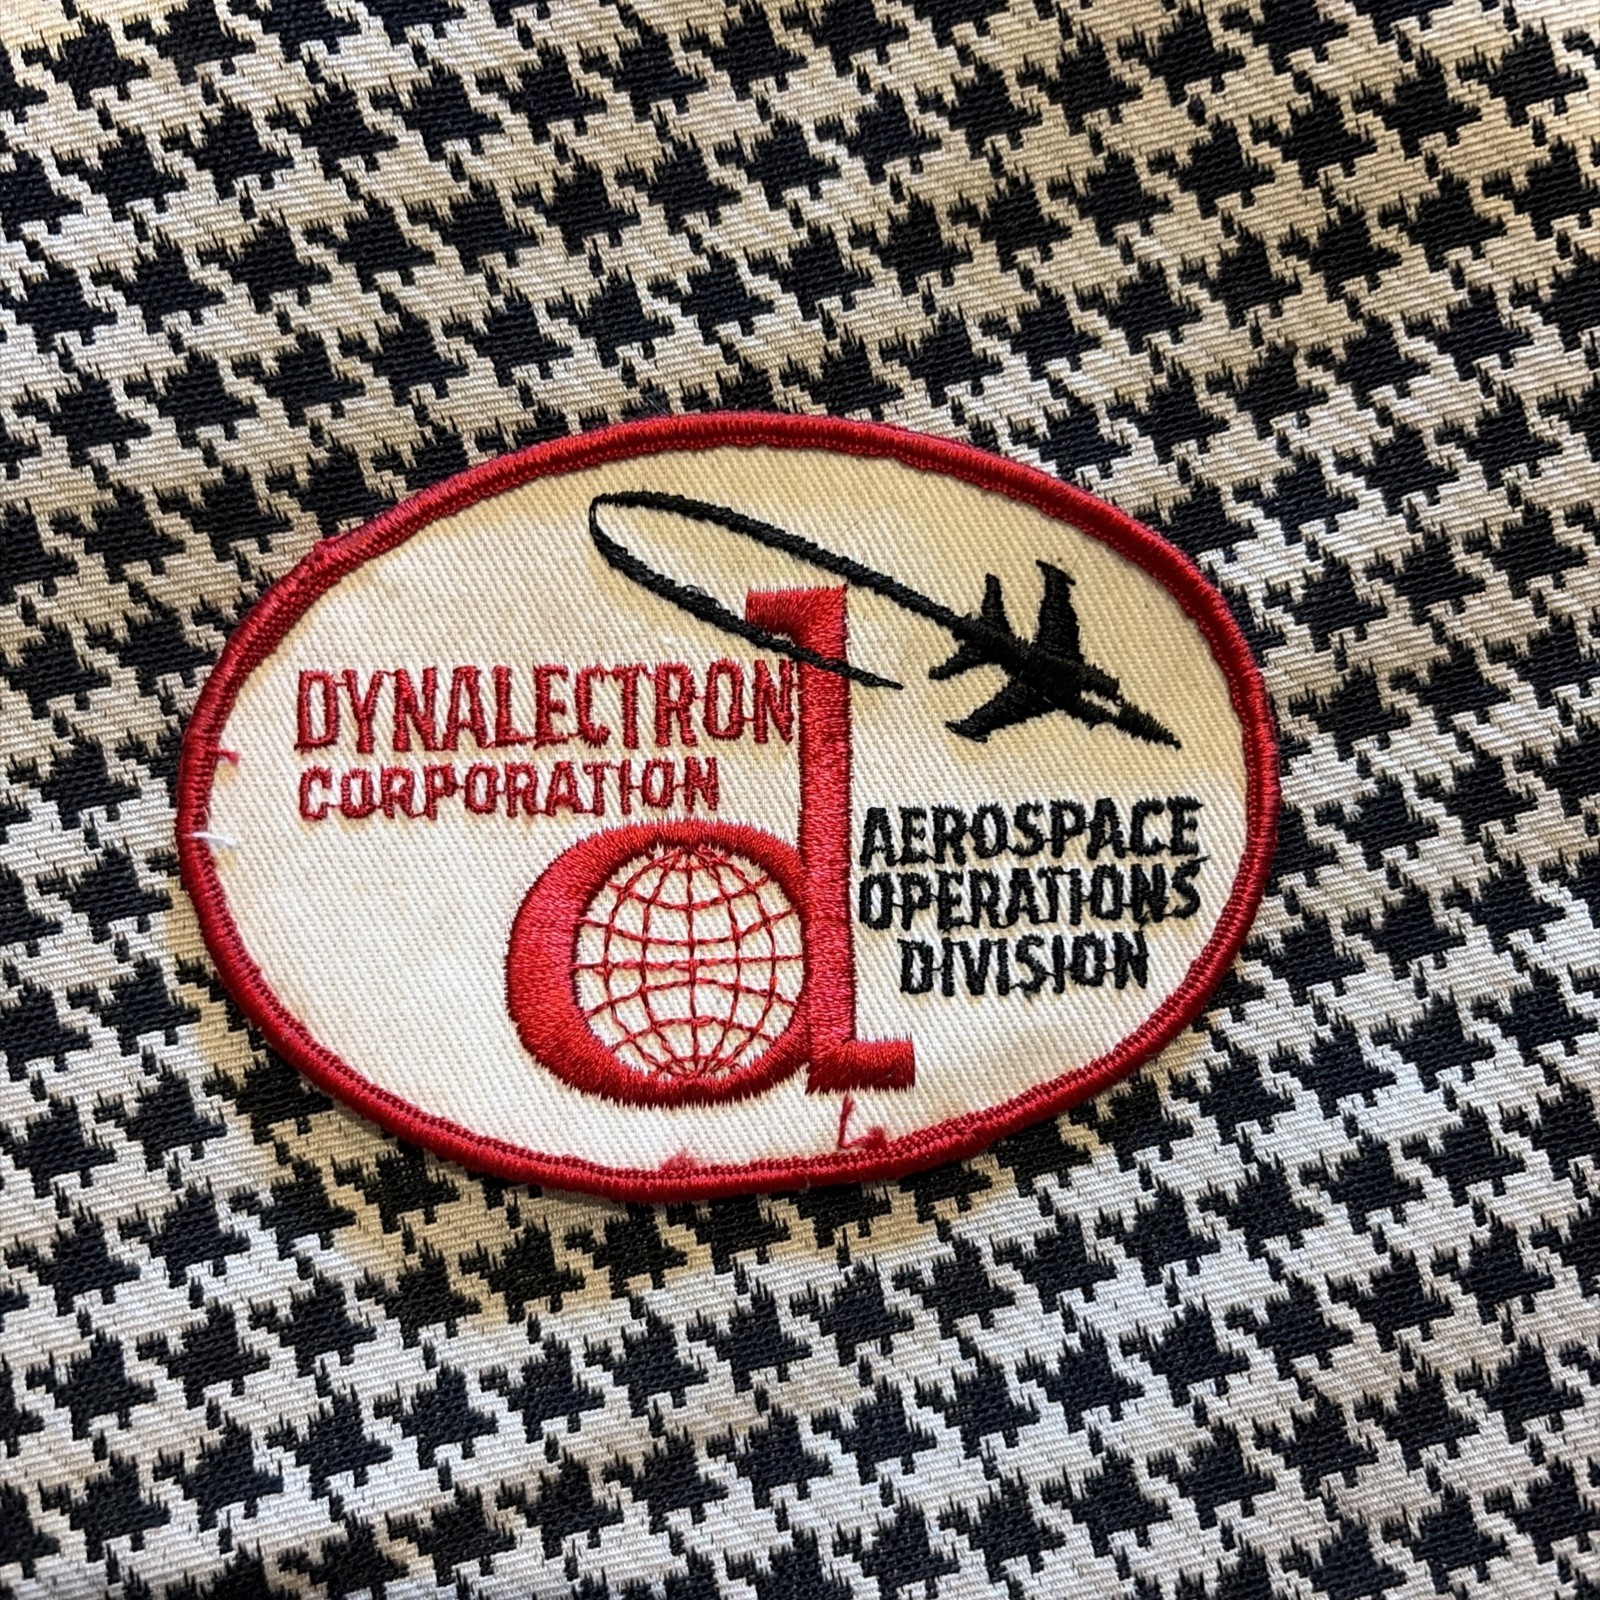 DYNALECTRON
CORPORATION
d
AEROSPACE
OPERATIONS
DIVISION